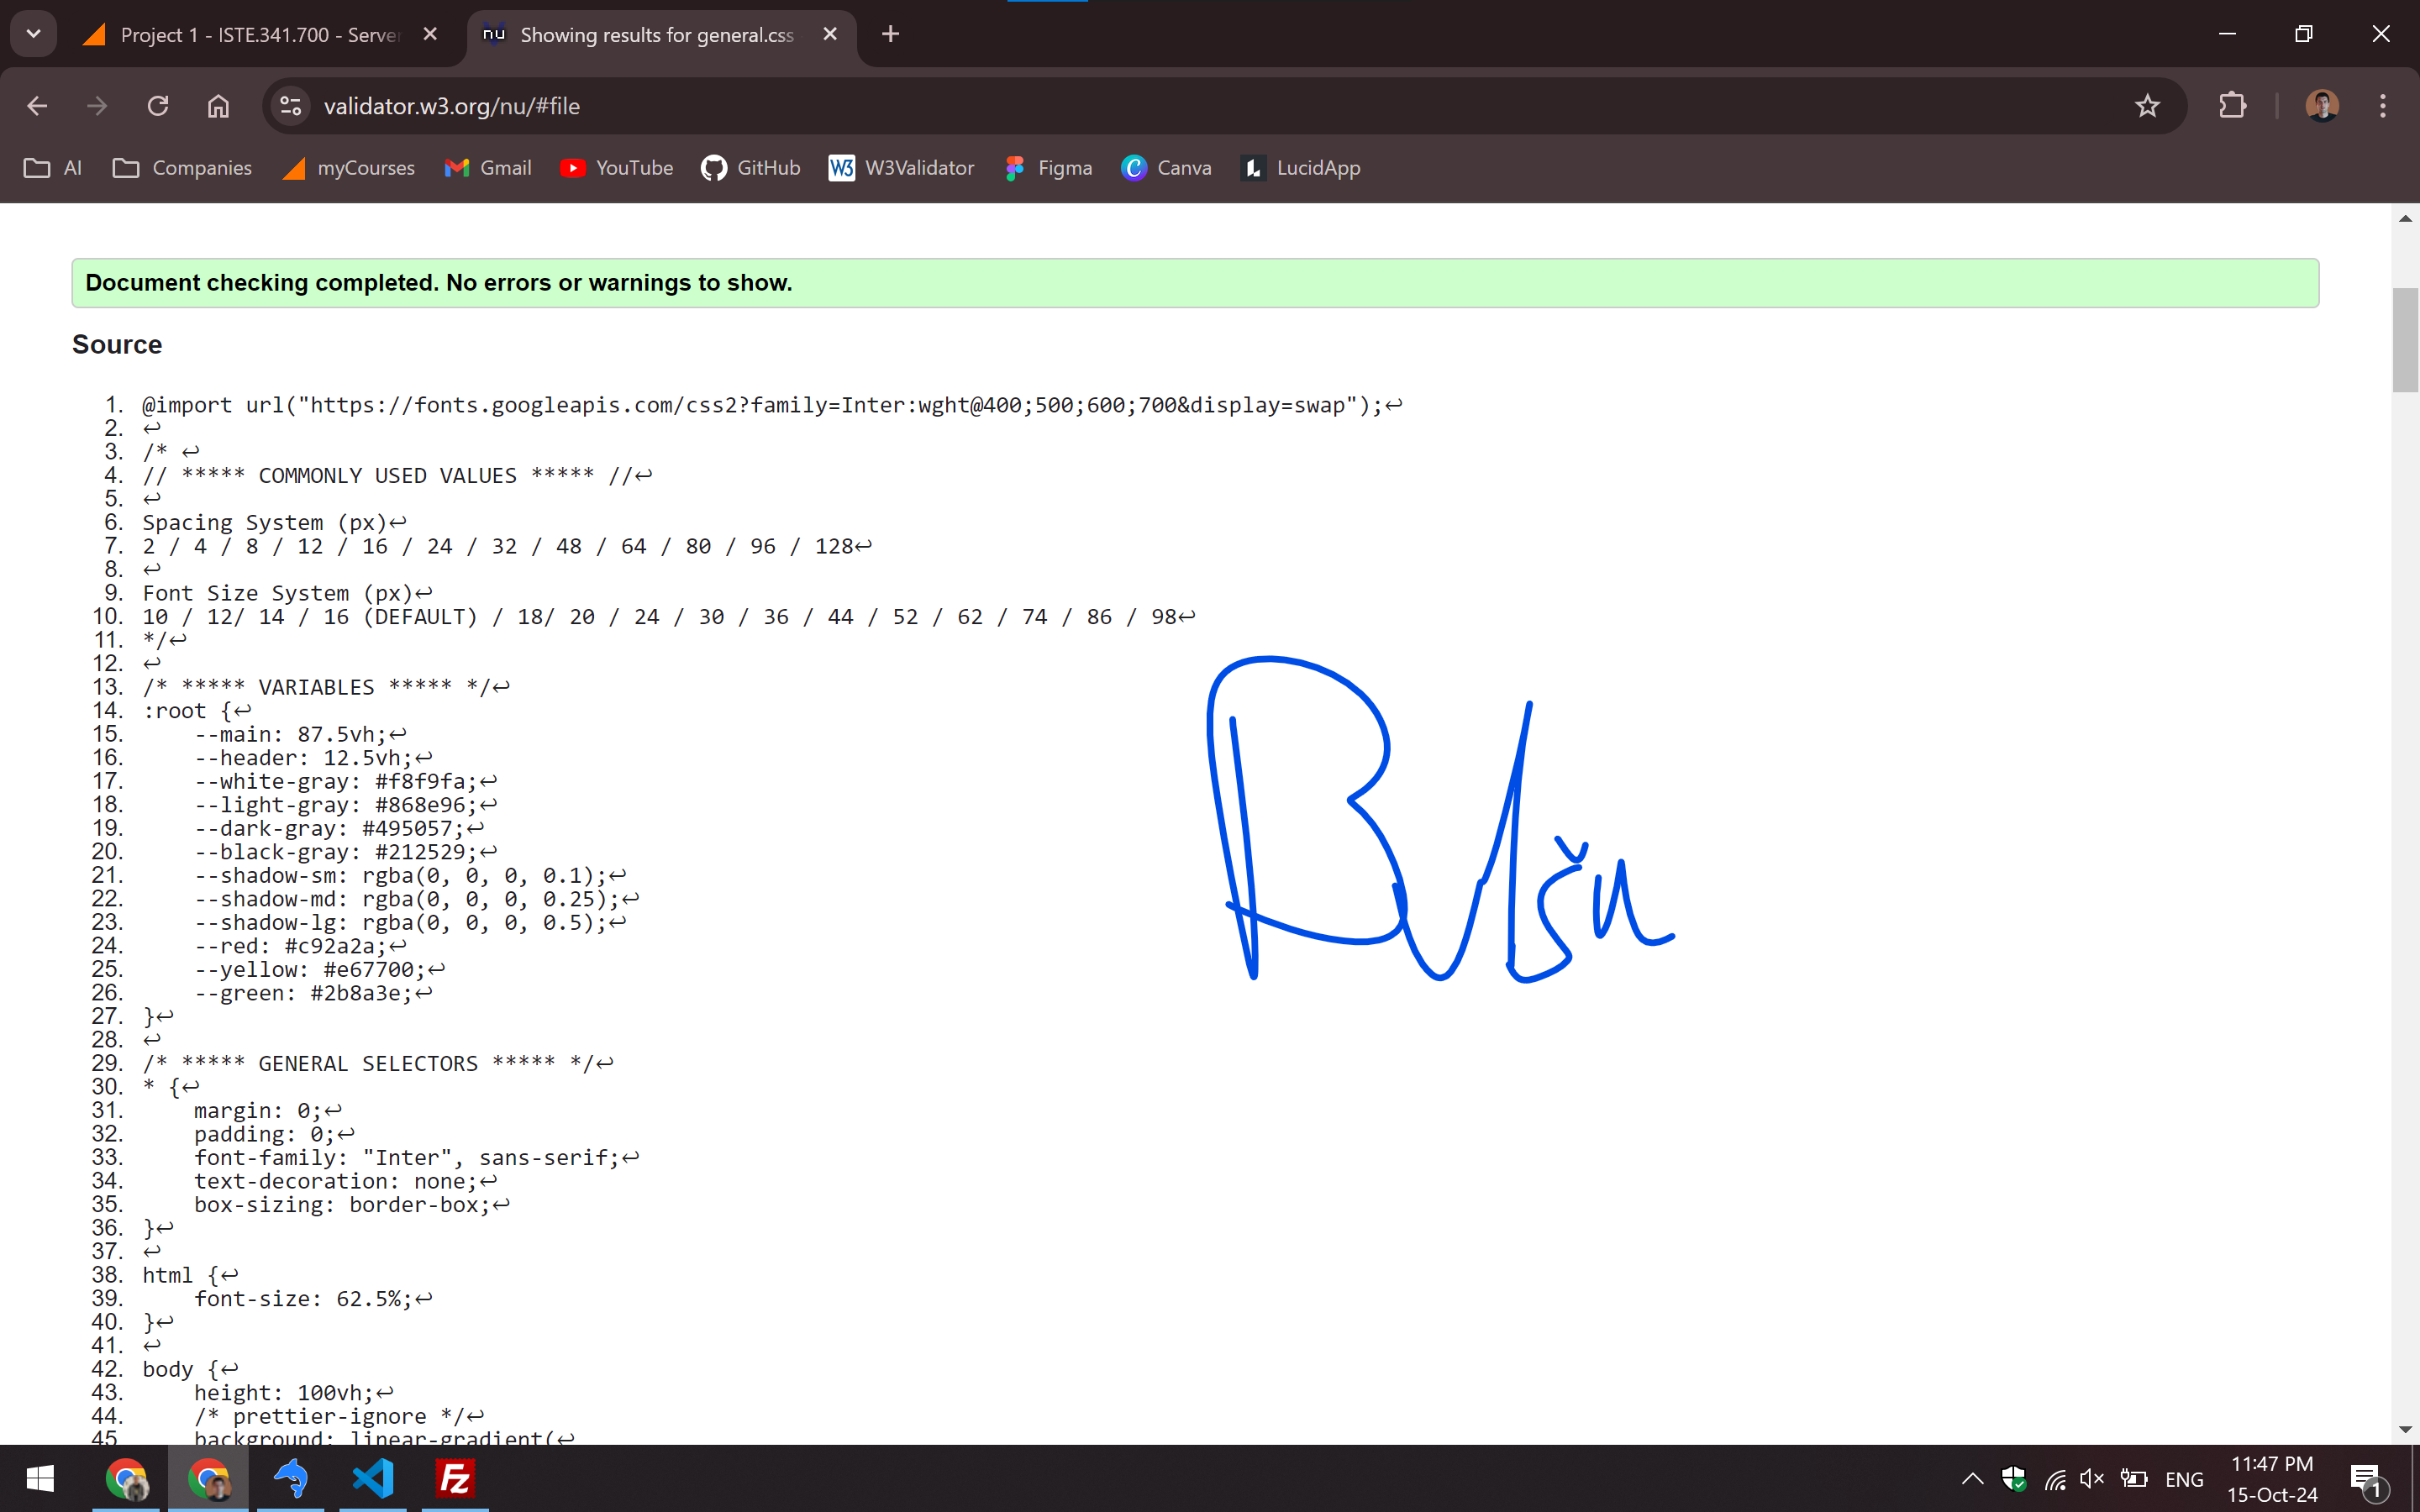 Project 1 - ISTE.341.700 - Server
Showing results for general.css
validator.w3.org/nu/#file
AI
Companies
myCourses
Gmail
YouTube
GitHub
W3Validator
Figma
Canva
LucidApp
Document checking completed. No errors or warnings to show.
Source
1. @import url("https://fonts.googleapis.com/css2?family=Inter:wght@400;500;600;700&display=swap");↩
2. ↩
3. /* ↩
4. // ***** COMMONLY USED VALUES ***** //↩
5. ↩
6. Spacing System (px)↩
7. 2 / 4 / 8 / 12 / 16 / 24 / 32 / 48 / 64 / 80 / 96 / 128↩
8. ↩
9. Font Size System (px)↩
10. 10 / 12/ 14 / 16 (DEFAULT) / 18/ 20 / 24 / 30 / 36 / 44 / 52 / 62 / 74 / 86 / 98↩
11. */↩
12. ↩
13. /* ***** VARIABLES ***** */↩
14. :root {↩
15. --main: 87.5vh;↩
16. --header: 12.5vh;↩
17. --white-gray: #f8f9fa;↩
18. --light-gray: #868e96;↩
19. --dark-gray: #495057;↩
20. --black-gray: #212529;↩
21. --shadow-sm: rgba(0, 0, 0, 0.1);↩
22. --shadow-md: rgba(0, 0, 0, 0.25);↩
23. --shadow-lg: rgba(0, 0, 0, 0.5);↩
24. --red: #c92a2a;↩
25. --yellow: #e67700;↩
26. --green: #2b8a3e;↩
27. }↩
28. ↩
29. /* ***** GENERAL SELECTORS ***** */↩
30. * {↩
31. margin: 0;↩
32. padding: 0;↩
33. font-family: "Inter", sans-serif;↩
34. text-decoration: none;↩
35. box-sizing: border-box;↩
36. }↩
37. ↩
38. html {↩
39. font-size: 62.5%;↩
40. }↩
41. ↩
42. body {↩
43. height: 100vh;↩
44. /* prettier-ignore */↩
45. background: linear-gradient(↩
ENG
11:47 PM
15-Oct-24
1